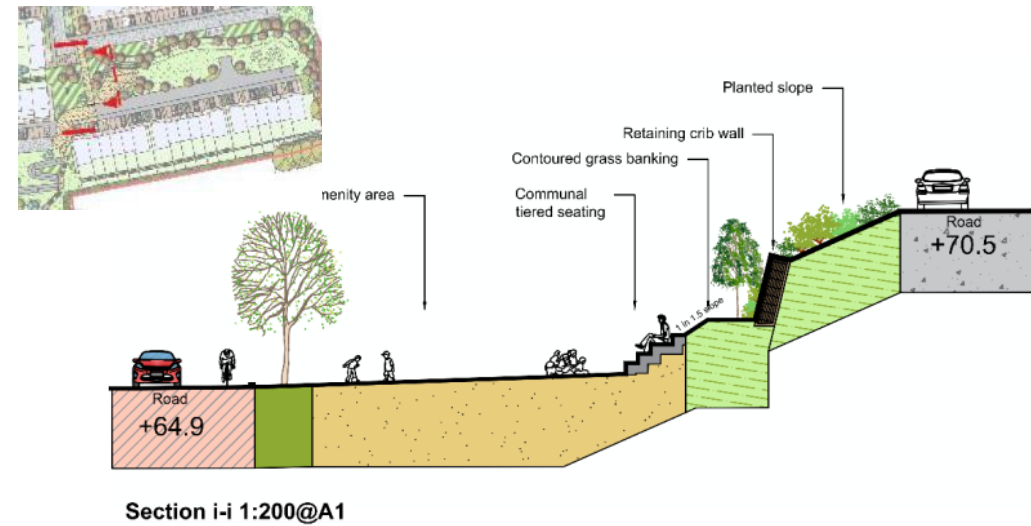 Planted slope
Retaining crib wall
Contoured grass banking
menity area
Communal
tiered seating
1 in 1.5 slope
Road
+70.5
Road
+64.9
Section i-i 1:200@A1